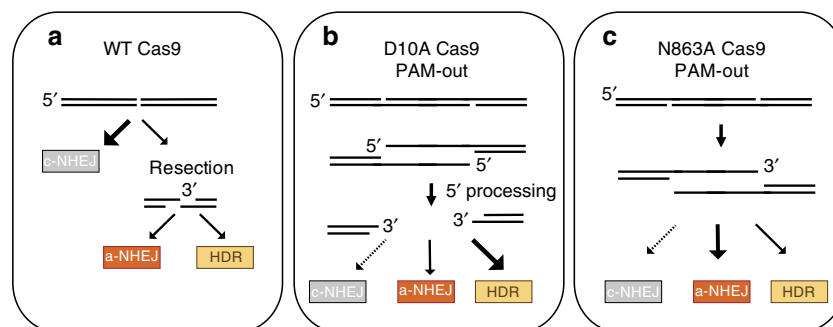 a
WT Cas9
5′
c-NHEJ
Resection
3′
a-NHEJ
HDR
b
D10A Cas9
PAM-out
5′
5′
5′
5′ processing
3′
3′
c-NHEJ
a-NHEJ
HDR
c
N863A Cas9
PAM-out
5′
3′
c-NHEJ
a-NHEJ
HDR